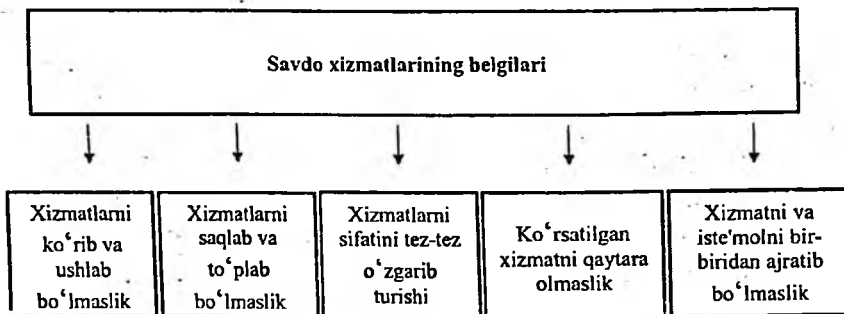 Savdo xizmatlarining belgilari
Xizmatlarni
ko‘rib va
ushlab
bo‘lmaslik
Xizmatlarni
saqlab va
to‘plab
bo‘lmaslik
Xizmatlarni
sifatini tez-tez
o‘zgarib
turishi
Ko‘rsatilgan
xizmatni qaytara
olmaslik
Xizmatni va
iste'molni bir-
biridan ajratib
bo‘lmaslik